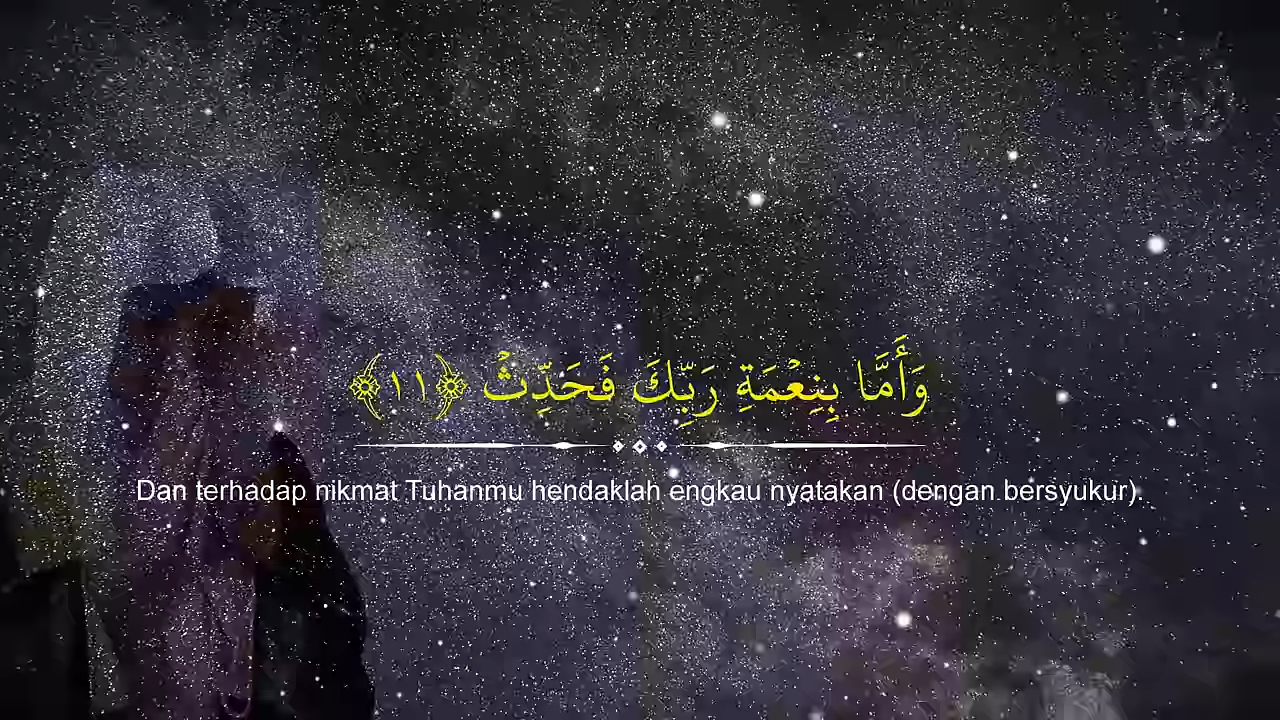 وَأَمَّا بِنِعْمَةِ رَبِّكَ فَحَدِّثْ ﴿١١﴾
Dan terhadap nikmat Tuhanmu hendaklah engkau nyatakan (dengan bersyukur).